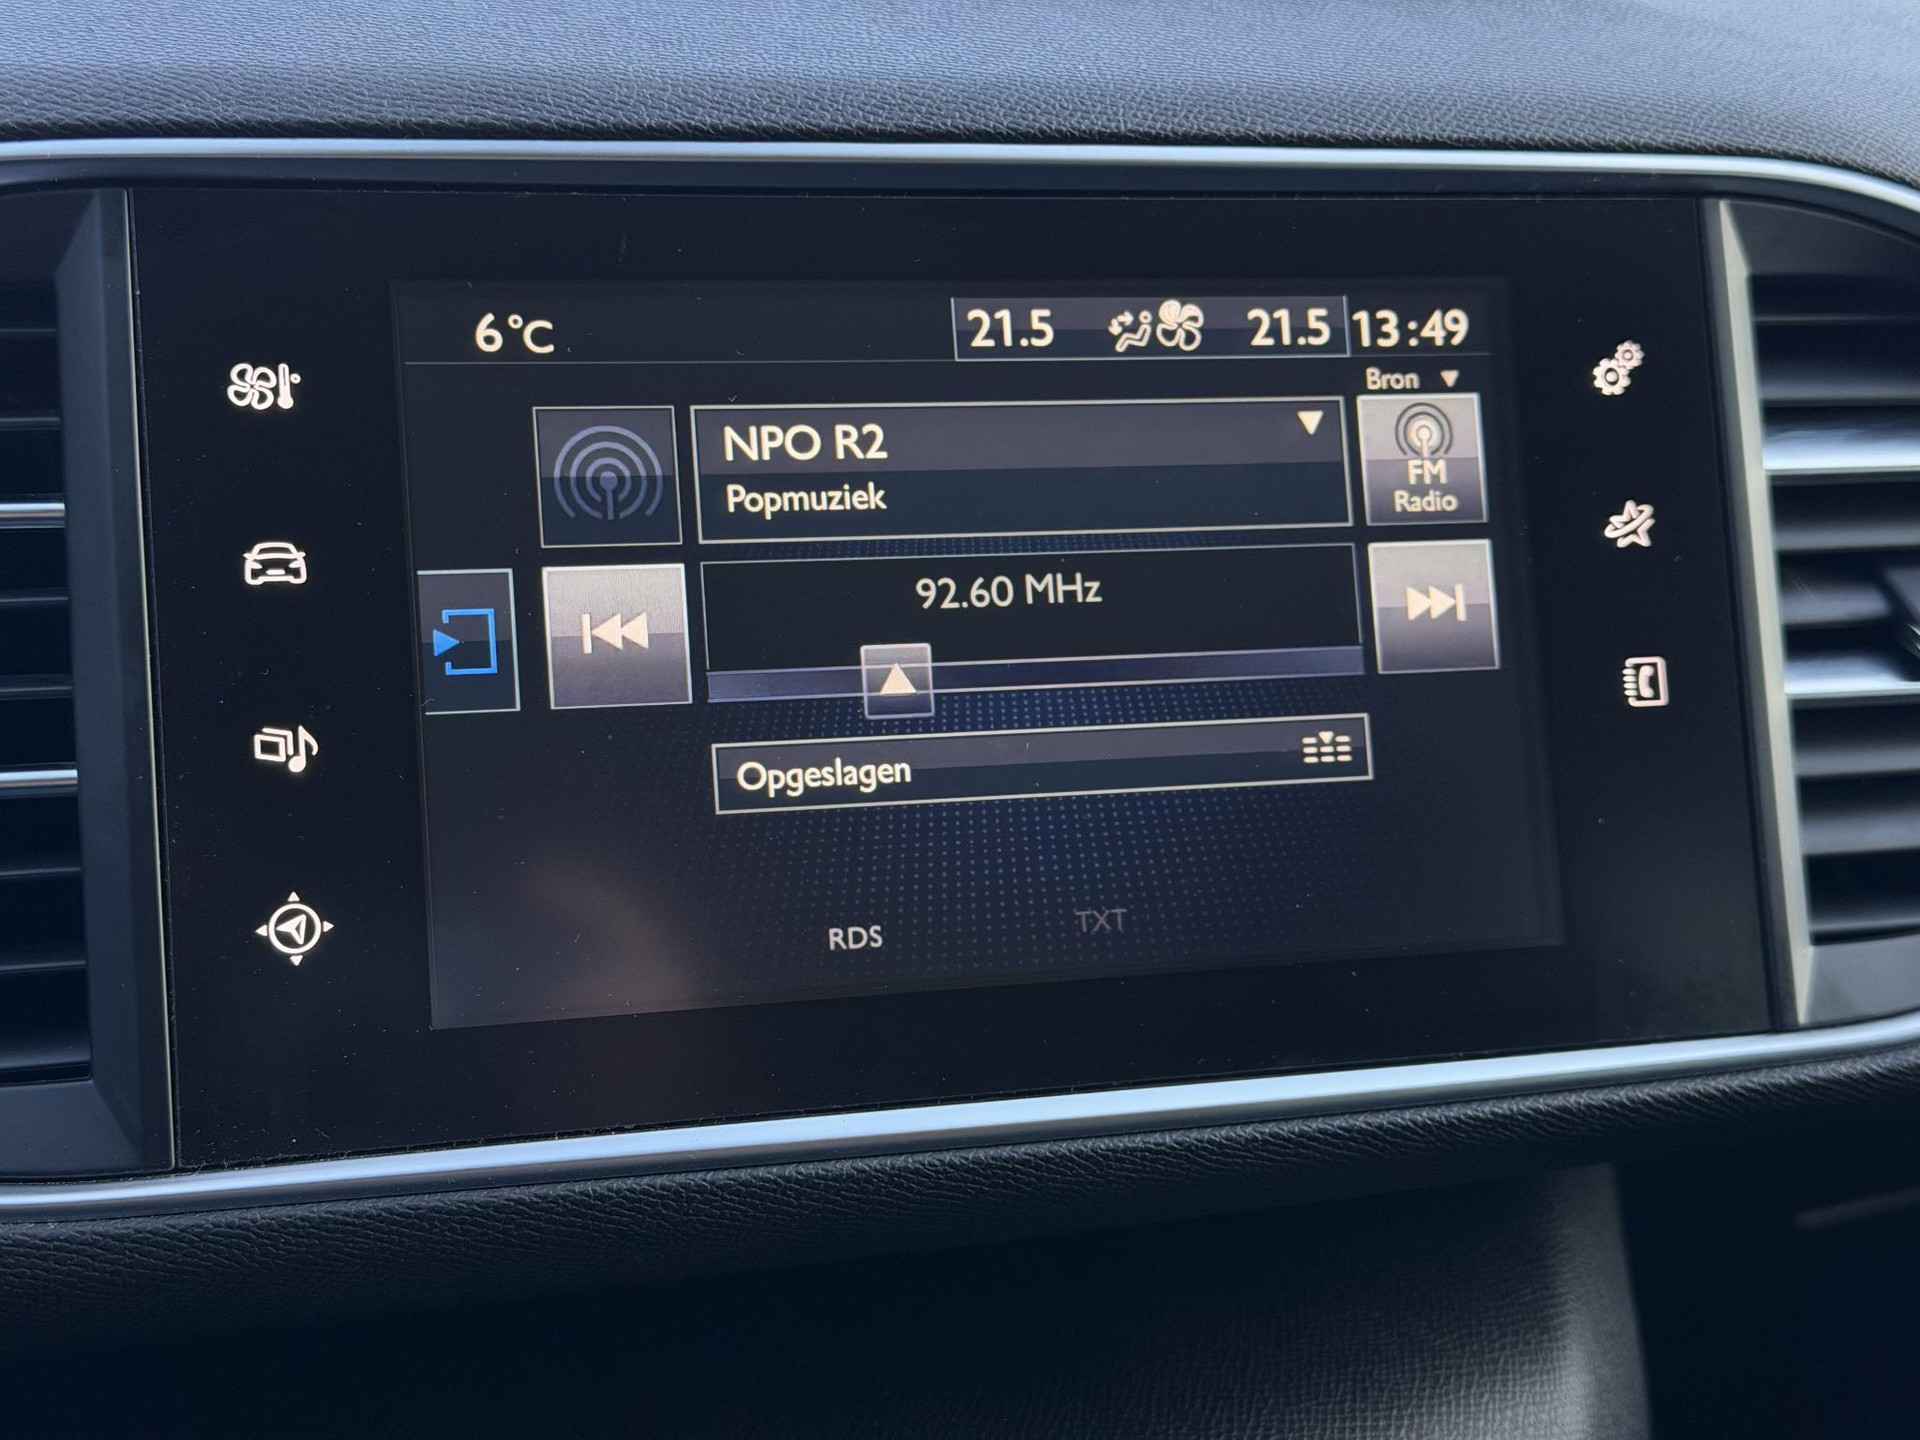 6°C 21.5 21.5 13:49
Bron
NPO R2
Popmuziek
FM
Radio
92.60 MHz
Opgeslagen
RDS TXT